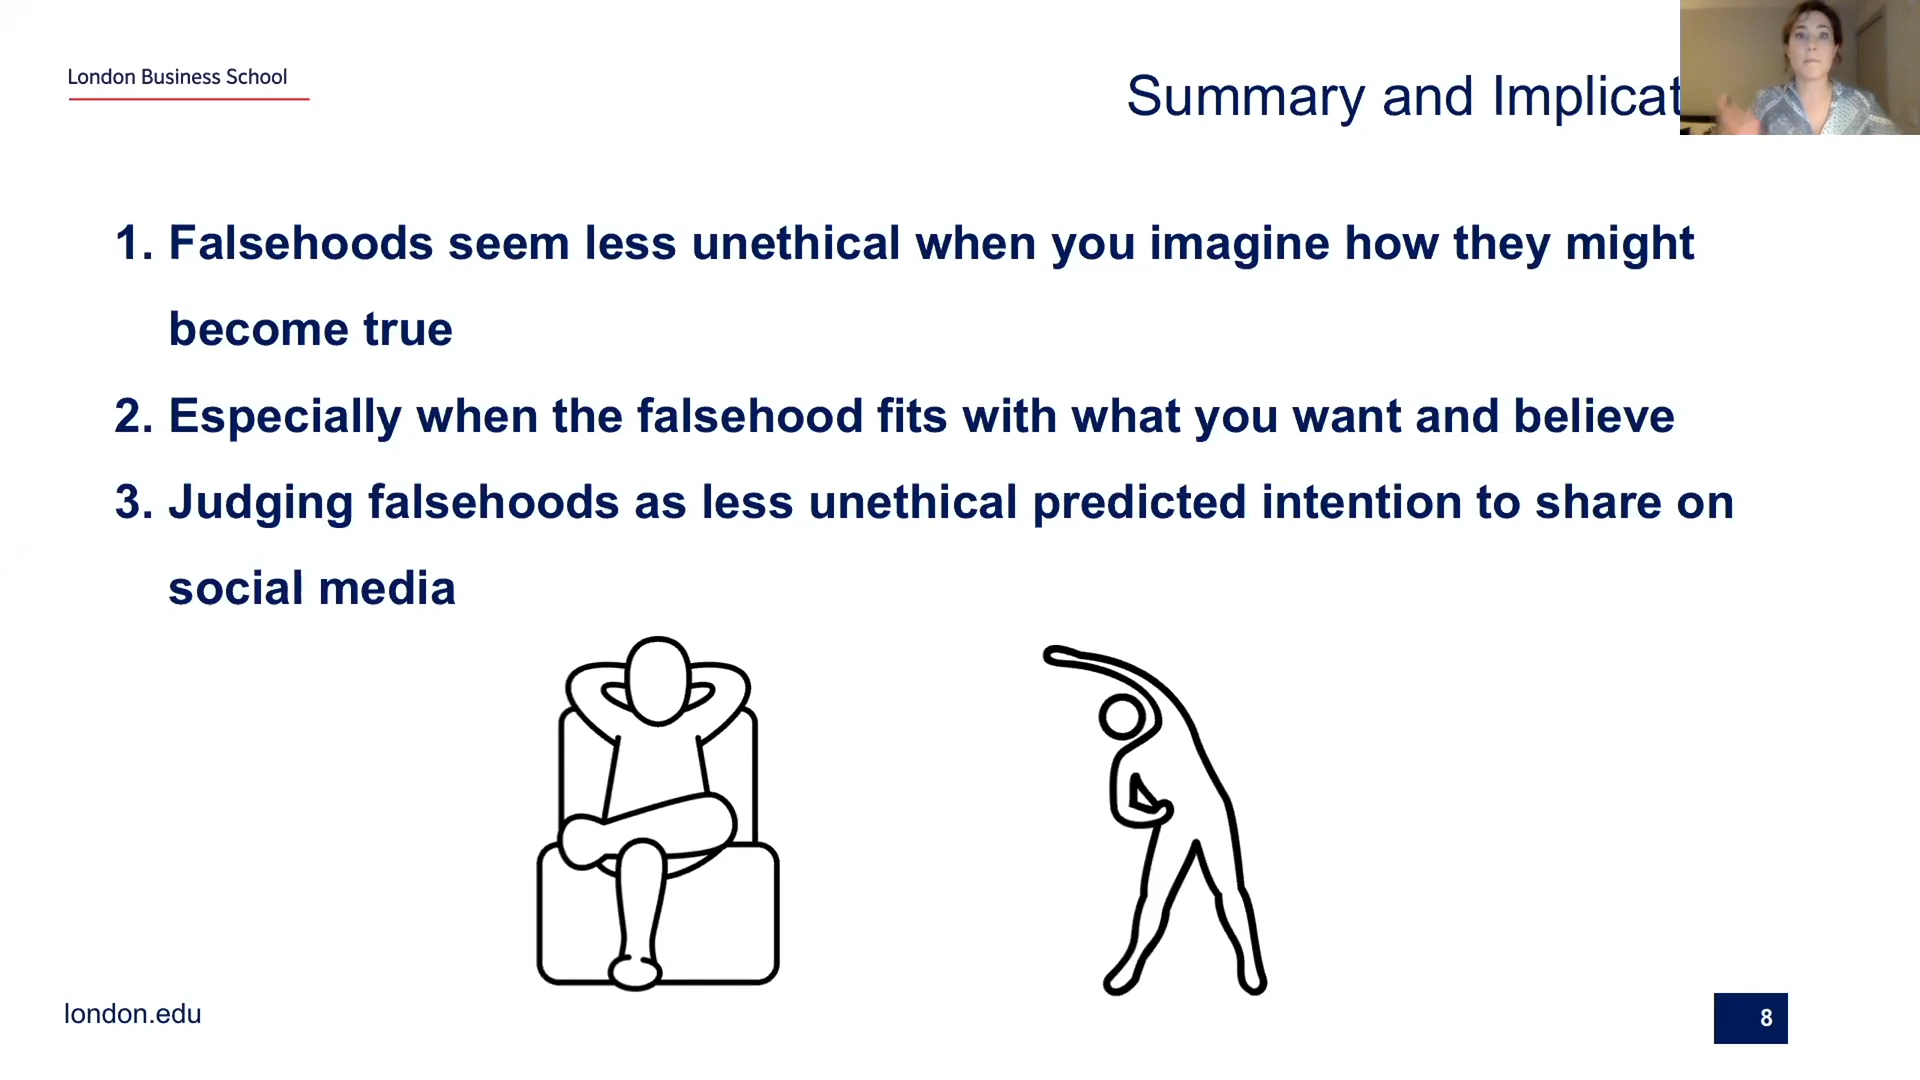 London Business School
Summary and Implicat
1. Falsehoods seem less unethical when you imagine how they might
become true
2. Especially when the falsehood fits with what you want and believe
3. Judging falsehoods as less unethical predicted intention to share on
social media
london.edu
8